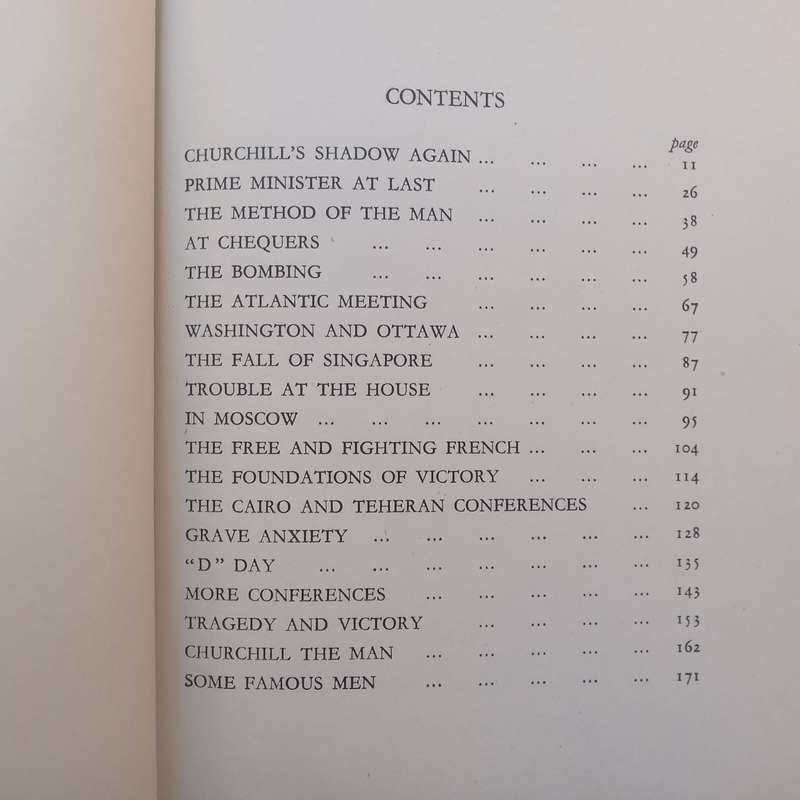 CONTENTS
page
CHURCHILL'S SHADOW AGAIN ... ... ... ... 11
PRIME MINISTER AT LAST ... ... ... ... 26
THE METHOD OF THE MAN ... ... ... ... 38
AT CHEQUERS ... ... ... ... ... ... 49
THE BOMBING ... ... ... ... ... ... 58
THE ATLANTIC MEETING ... ... ... ... 67
WASHINGTON AND OTTAWA ... ... ... ... 77
THE FALL OF SINGAPORE ... ... ... ... 87
TROUBLE AT THE HOUSE ... ... ... ... 91
IN MOSCOW ... ... ... ... ... ... ... 95
THE FREE AND FIGHTING FRENCH ... ... ... 104
THE FOUNDATIONS OF VICTORY ... ... ... 114
THE CAIRO AND TEHERAN CONFERENCES ... 120
GRAVE ANXIETY ... ... ... ... ... ... 128
"D" DAY ... ... ... ... ... ... ... 135
MORE CONFERENCES ... ... ... ... ... 143
TRAGEDY AND VICTORY ... ... ... ... 153
CHURCHILL THE MAN ... ... ... ... ... 162
SOME FAMOUS MEN ... ... ... ... ... 171